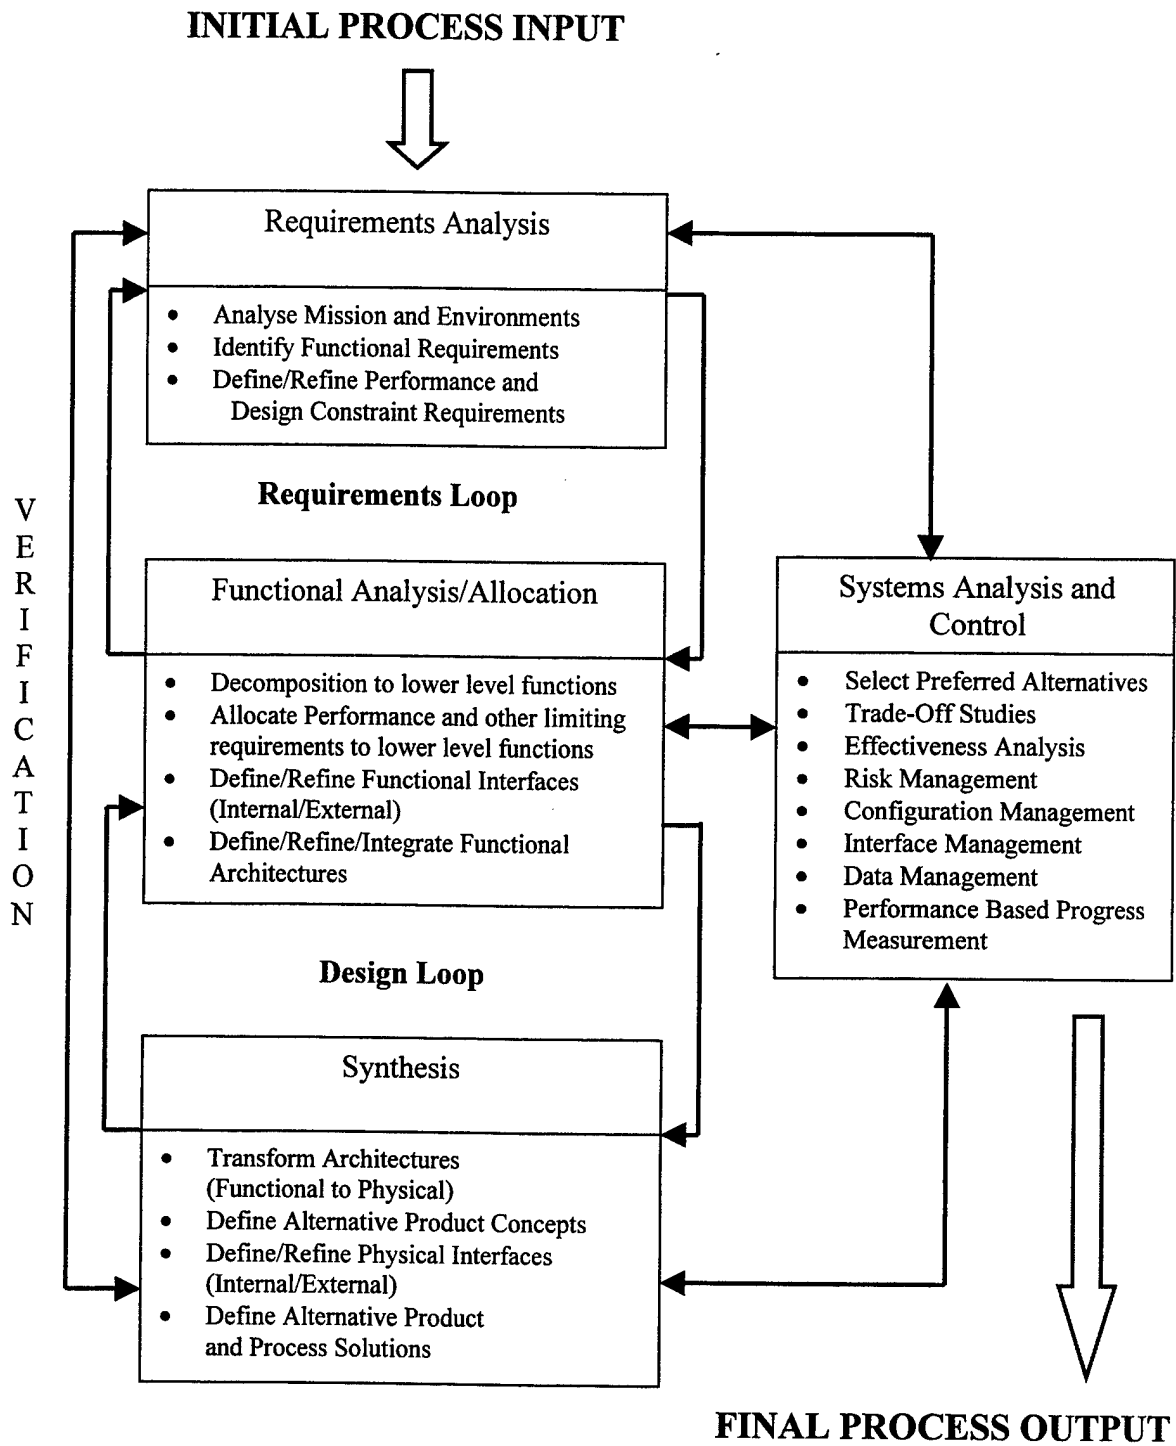 INITIAL PROCESS INPUT
Requirements Analysis
• Analyse Mission and Environments
• Identify Functional Requirements
• Define/Refine Performance and
Design Constraint Requirements
Requirements Loop
VERIFICATION
Functional Analysis/Allocation
• Decomposition to lower level functions
• Allocate Performance and other limiting
requirements to lower level functions
• Define/Refine Functional Interfaces
(Internal/External)
• Define/Refine/Integrate Functional
Architectures
Systems Analysis and
Control
• Select Preferred Alternatives
• Trade-Off Studies
• Effectiveness Analysis
• Risk Management
• Configuration Management
• Interface Management
• Data Management
• Performance Based Progress
Measurement
Design Loop
Synthesis
• Transform Architectures
(Functional to Physical)
• Define Alternative Product Concepts
• Define/Refine Physical Interfaces
(Internal/External)
• Define Alternative Product
and Process Solutions
FINAL PROCESS OUTPUT